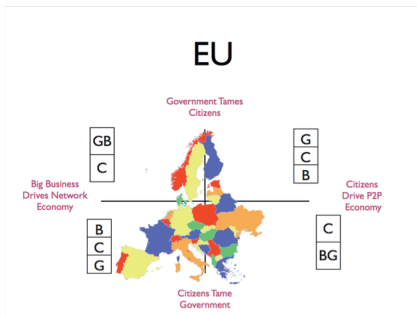 EU
Government Tames
Citizens
GB
C
G
C
B
Big Business
Drives Network
Economy
Citizens
Drive P2P
Economy
B
C
G
C
BG
Citizens Tame
Government